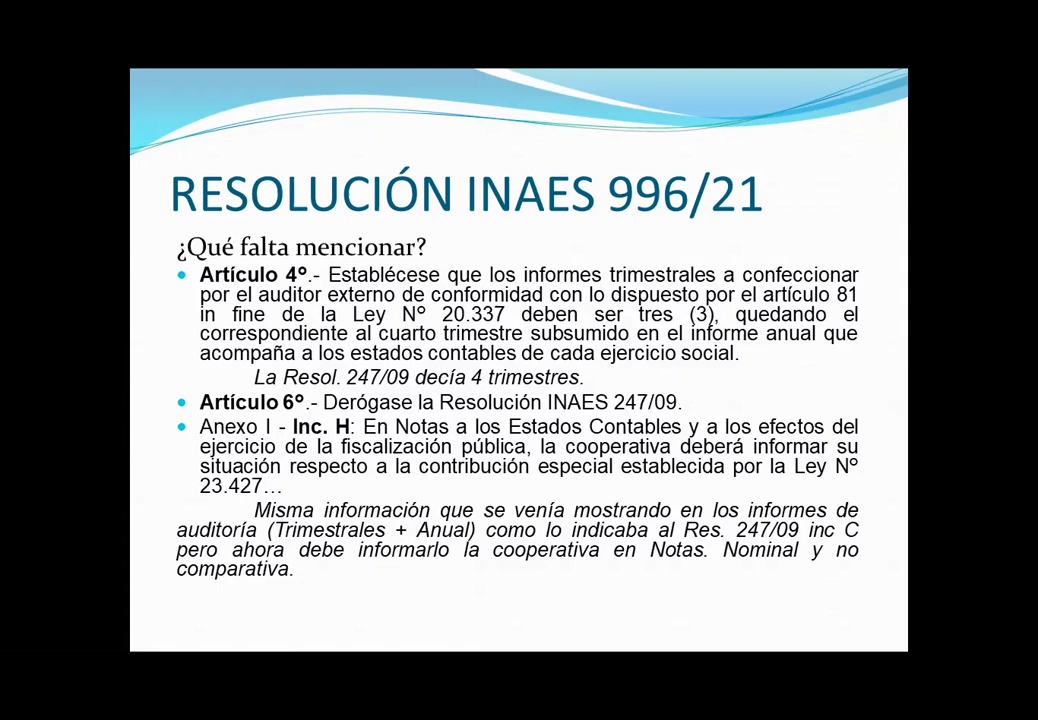 RESOLUCIÓN INAES 996/21
¿Qué falta mencionar?
Artículo 4º.- Establécese que los informes trimestrales a confeccionar
por el auditor externo de conformidad con lo dispuesto por el artículo 81
in fine de la Ley Nº 20.337 deben ser tres (3), quedando el
correspondiente al cuarto trimestre subsumido en el informe anual que
acompaña a los estados contables de cada ejercicio social.
La Resol. 247/09 decía 4 trimestres.
Artículo 6º.- Derógase la Resolución INAES 247/09.
Anexo I - Inc. H: En Notas a los Estados Contables y a los efectos del
ejercicio de la fiscalización pública, la cooperativa deberá informar su
situación respecto a la contribución especial establecida por la Ley Nº
23.427…
Misma información que se venía mostrando en los informes de
auditoría (Trimestrales + Anual) como lo indicaba al Res. 247/09 inc C
pero ahora debe informarlo la cooperativa en Notas. Nominal y no
comparativa.